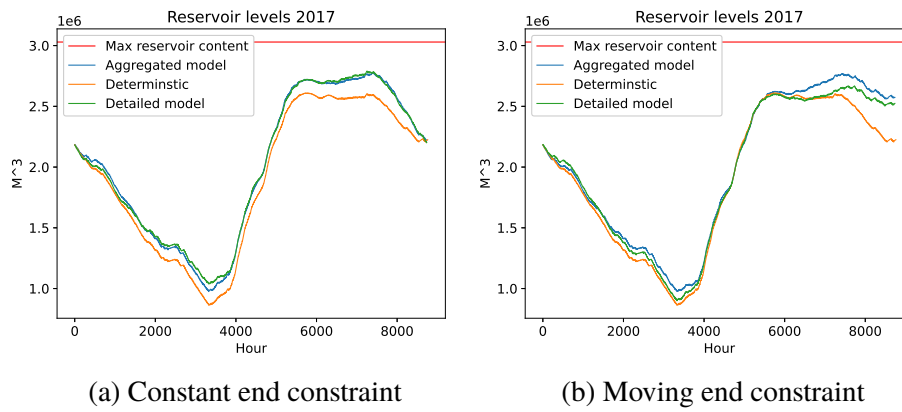 Reservoir levels 2017
1e6
Max reservoir content
Aggregated model
Determinstic
Detailed model
3.0
2.5
2.0
1.5
1.0
M^3
0 2000 4000 6000 8000
Hour
(a) Constant end constraint
Reservoir levels 2017
1e6
Max reservoir content
Aggregated model
Determinstic
Detailed model
3.0
2.5
2.0
1.5
1.0
M^3
0 2000 4000 6000 8000
Hour
(b) Moving end constraint